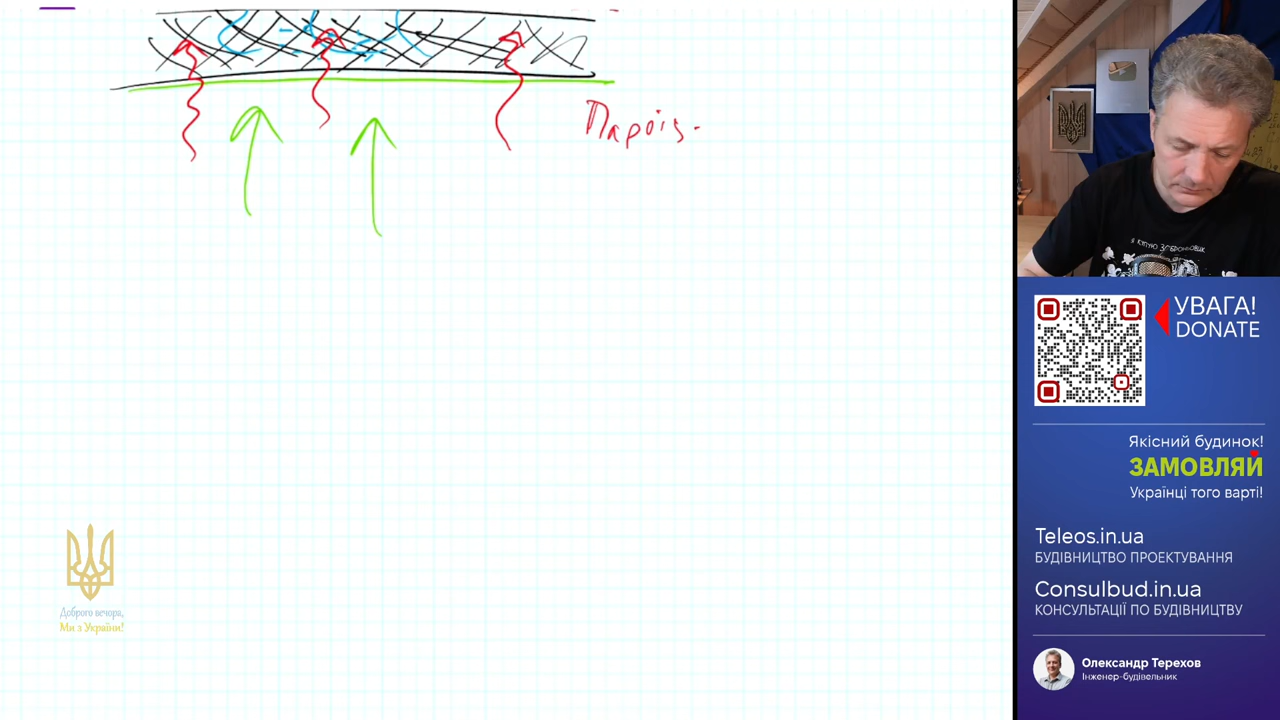 Пароіз.
Я КУПУЮ
УВАГА!
DONATE
Якісний будинок!
ЗАМОВЛЯЙ
Українці того варті!
Teleos.in.ua
БУДІВНИЦТВО ПРОЕКТУВАННЯ
Consulbud.in.ua
КОНСУЛЬТАЦІЇ ПО БУДІВНИЦТВУ
Олександр Терехов
Інженер-будівельник
Доброго вечора,
Ми з України!